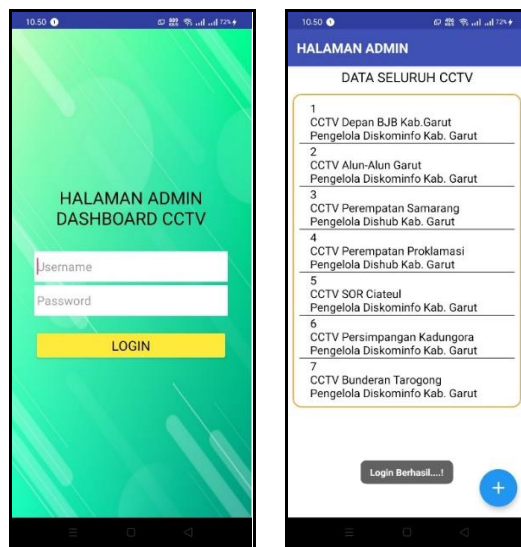 10.50
72%
HALAMAN ADMIN
DASHBOARD CCTV
Username
Password
LOGIN
10.50
72%
HALAMAN ADMIN
DATA SELURUH CCTV
1
CCTV Depan BJB Kab.Garut
Pengelola Diskominfo Kab. Garut
2
CCTV Alun-Alun Garut
Pengelola Diskominfo Kab. Garut
3
CCTV Perempatan Samarang
Pengelola Dishub Kab. Garut
4
CCTV Perempatan Proklamasi
Pengelola Dishub Kab. Garut
5
CCTV SOR Ciateul
Pengelola Diskominfo Kab. Garut
6
CCTV Persimpangan Kadungora
Pengelola Diskominfo Kab. Garut
7
CCTV Bunderan Tarogong
Pengelola Diskominfo Kab. Garut
Login Berhasil....!
+